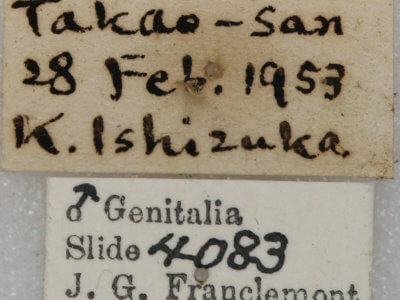 Takao-san
28 Feb. 1953
K. Ishizuka
♂ Genitalia
Slide 4083
J. G. Franclemont